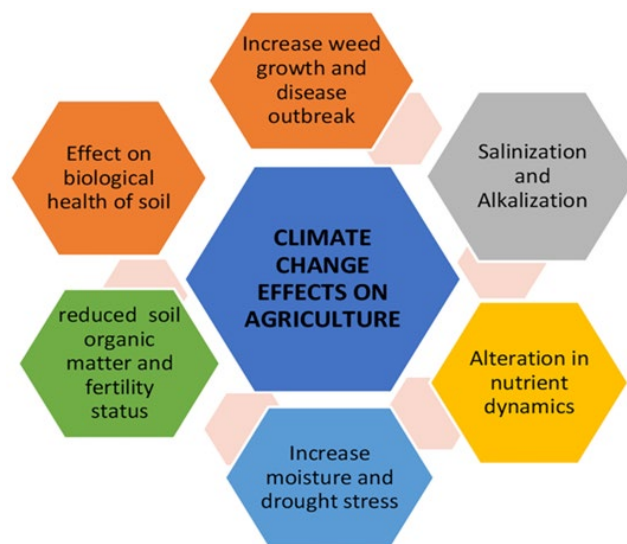 Increase weed
growth and
disease
outbreak
Salinization
and
Alkalization
Alteration in
nutrient
dynamics
Increase
moisture and
drought stress
reduced soil
organic
matter and
fertility
status
Effect on
biological
health of soil
CLIMATE
CHANGE
EFFECTS ON
AGRICULTURE